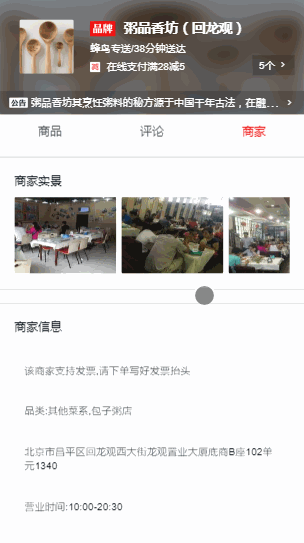 品牌 粥品香坊（回龙观）
蜂鸟专送/38分钟送达
减 在线支付满28减5
5个 >
公告 粥品香坊其烹饪粥料的秘方源于中国千年古法，在融... >
商品 评论 商家
商家实景
商家信息
该商家支持发票,请下单写好发票抬头
品类:其他菜系,包子粥店
北京市昌平区回龙观西大街龙观置业大厦底商B座102单
元1340
营业时间:10:00-20:30